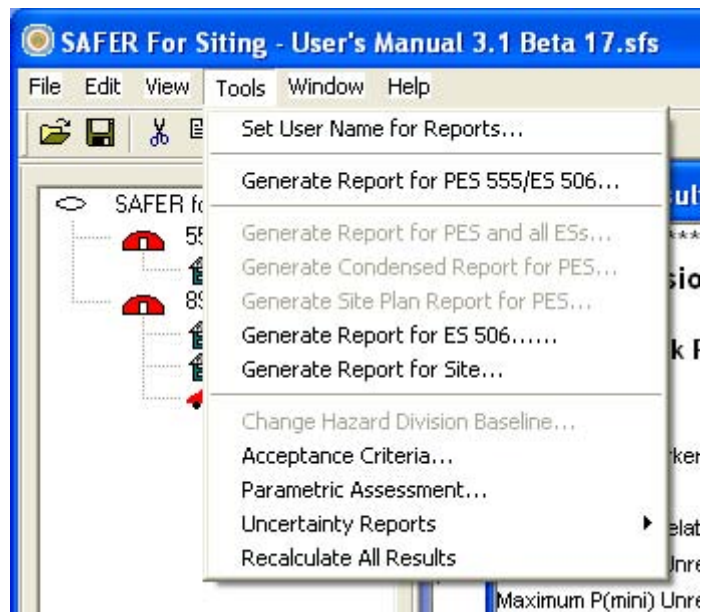 SAFER For Siting - User's Manual 3.1 Beta 17.sfs
File Edit View Tools Window Help
Set User Name for Reports...
Generate Report for PES 555/ES 506...
SAFER
Generate Report for PES and all ESs...
Generate Condensed Report for PES...
Generate Site Plan Report for PES...
Generate Report for ES 506......
Generate Report for Site...
Change Hazard Division Baseline...
Acceptance Criteria...
Parametric Assessment...
Uncertainty Reports
Recalculate All Results
Maximum P(mini) Unre